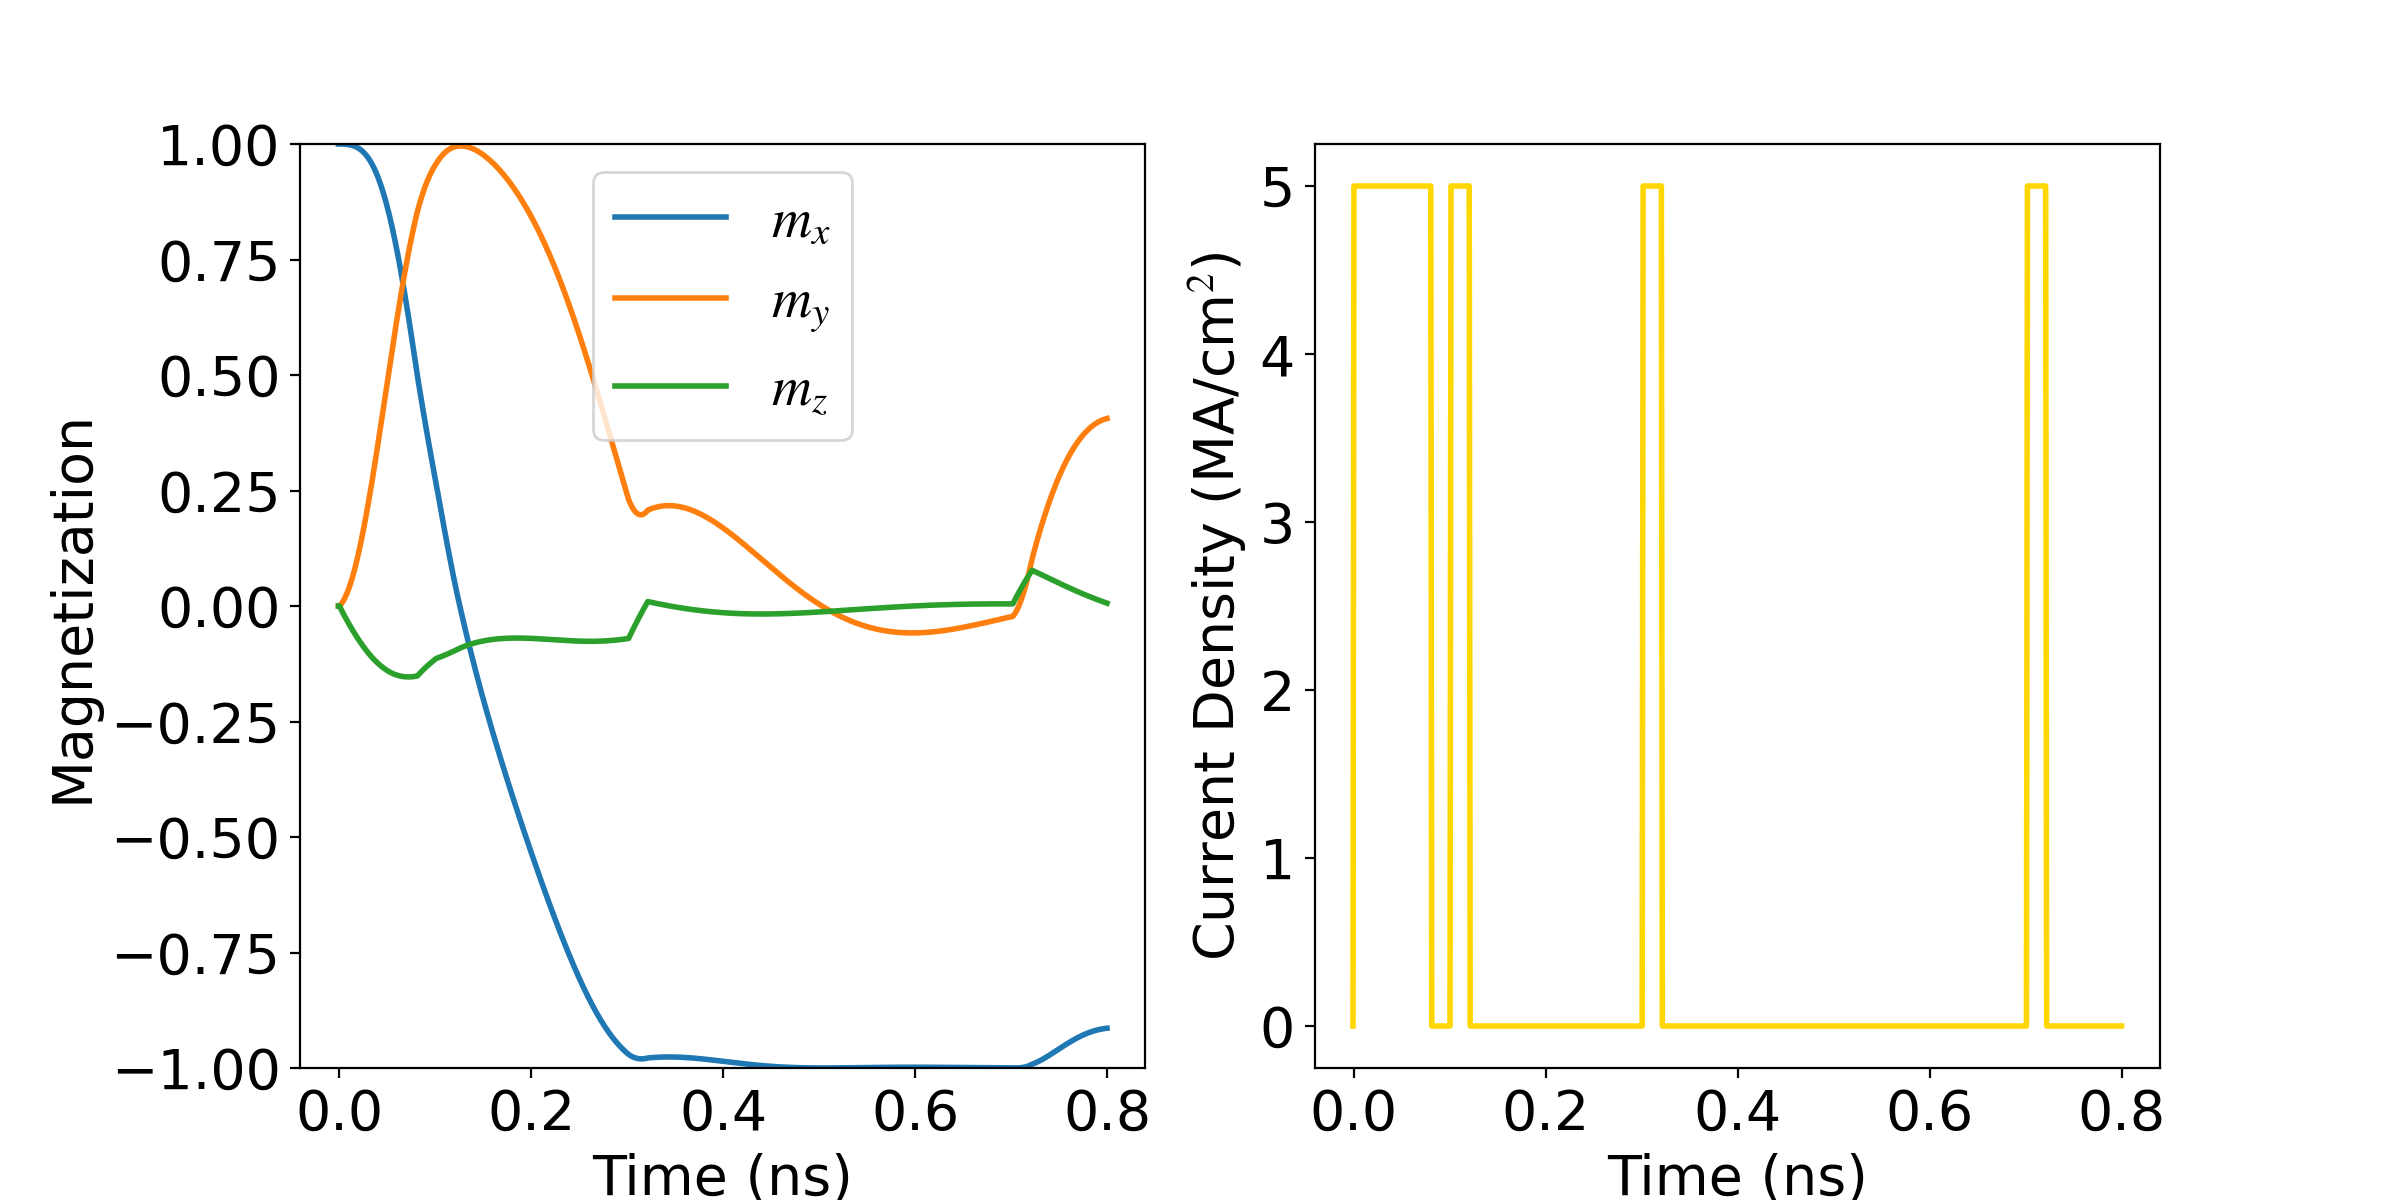 1.00
0.75
0.50
0.25
0.00
−0.25
−0.50
−0.75
−1.00
Magnetization
0.0 0.2 0.4 0.6 0.8
Time (ns)
m_x
m_y
m_z
5
4
3
2
1
0
Current Density (MA/cm²)
0.0 0.2 0.4 0.6 0.8
Time (ns)